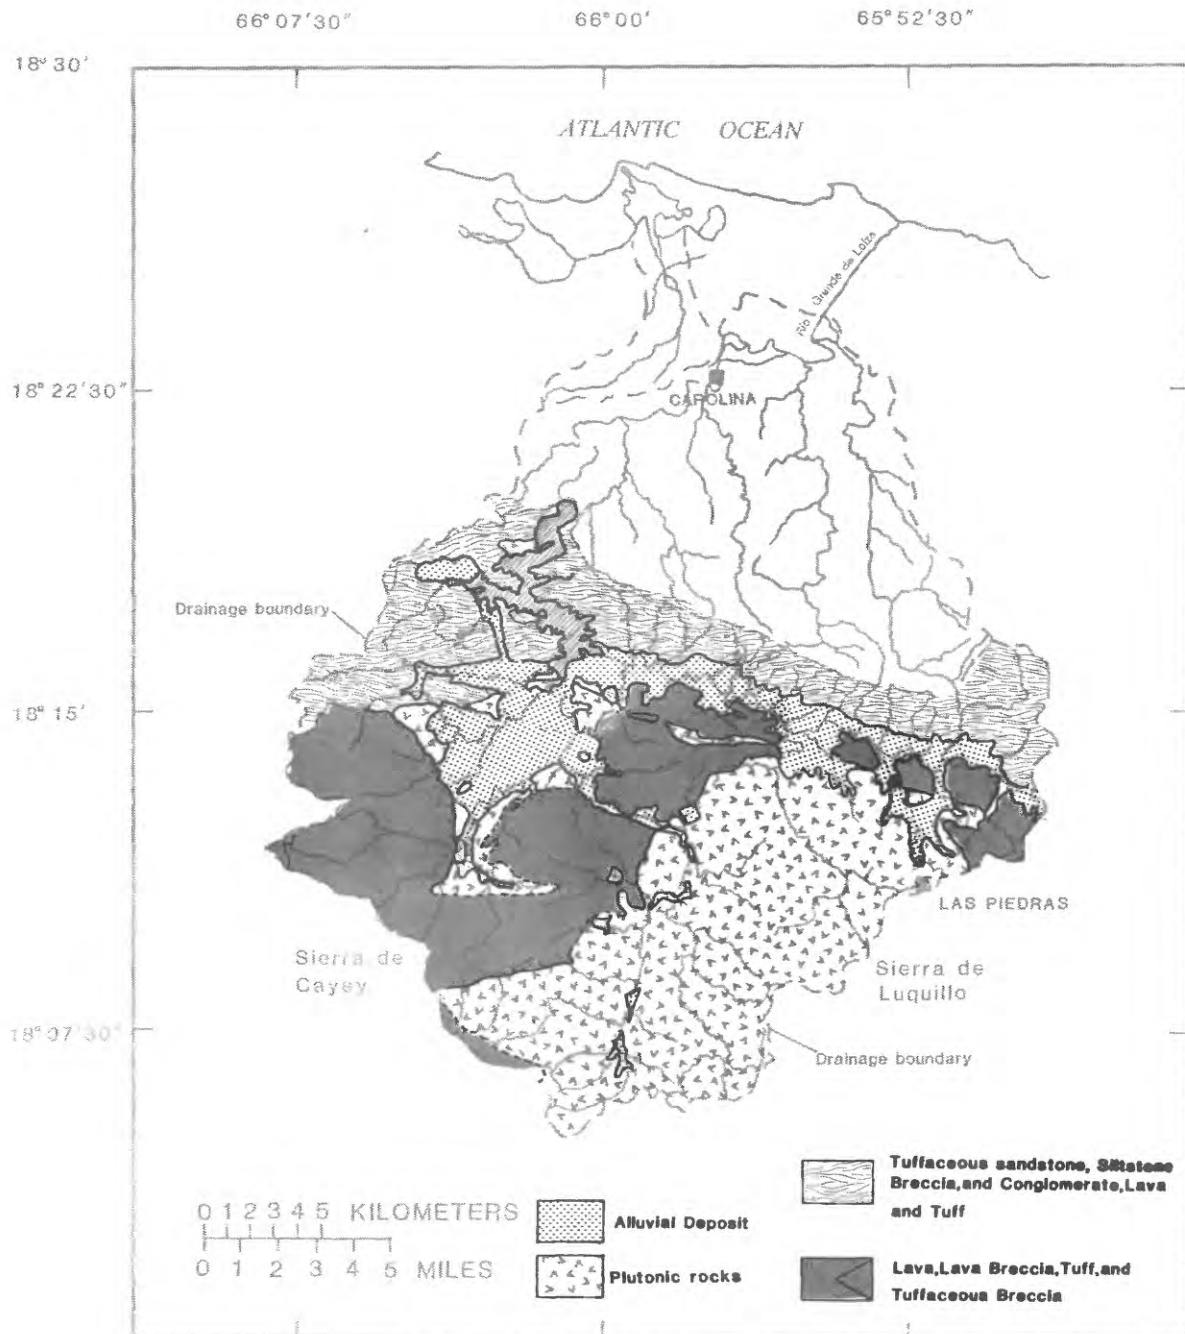 66°07'30" 66°00' 65°52'30"
18°30'
ATLANTIC OCEAN
Rio Grande de Loiza
18°22'30"
CAROLINA
Drainage boundary
18°15'
LAS PIEDRAS
Sierra de
Cayey
Sierra de
Luquillo
18°07'30"
Drainage boundary
0 1 2 3 4 5 KILOMETERS
0 1 2 3 4 5 MILES
Alluvial Deposit
Plutonic rocks
Tuffaceous sandstone, Siltstone
Breccia,and Conglomerate,Lava
and Tuff
Lava,Lava Breccia,Tuff,and
Tuffaceous Breccia